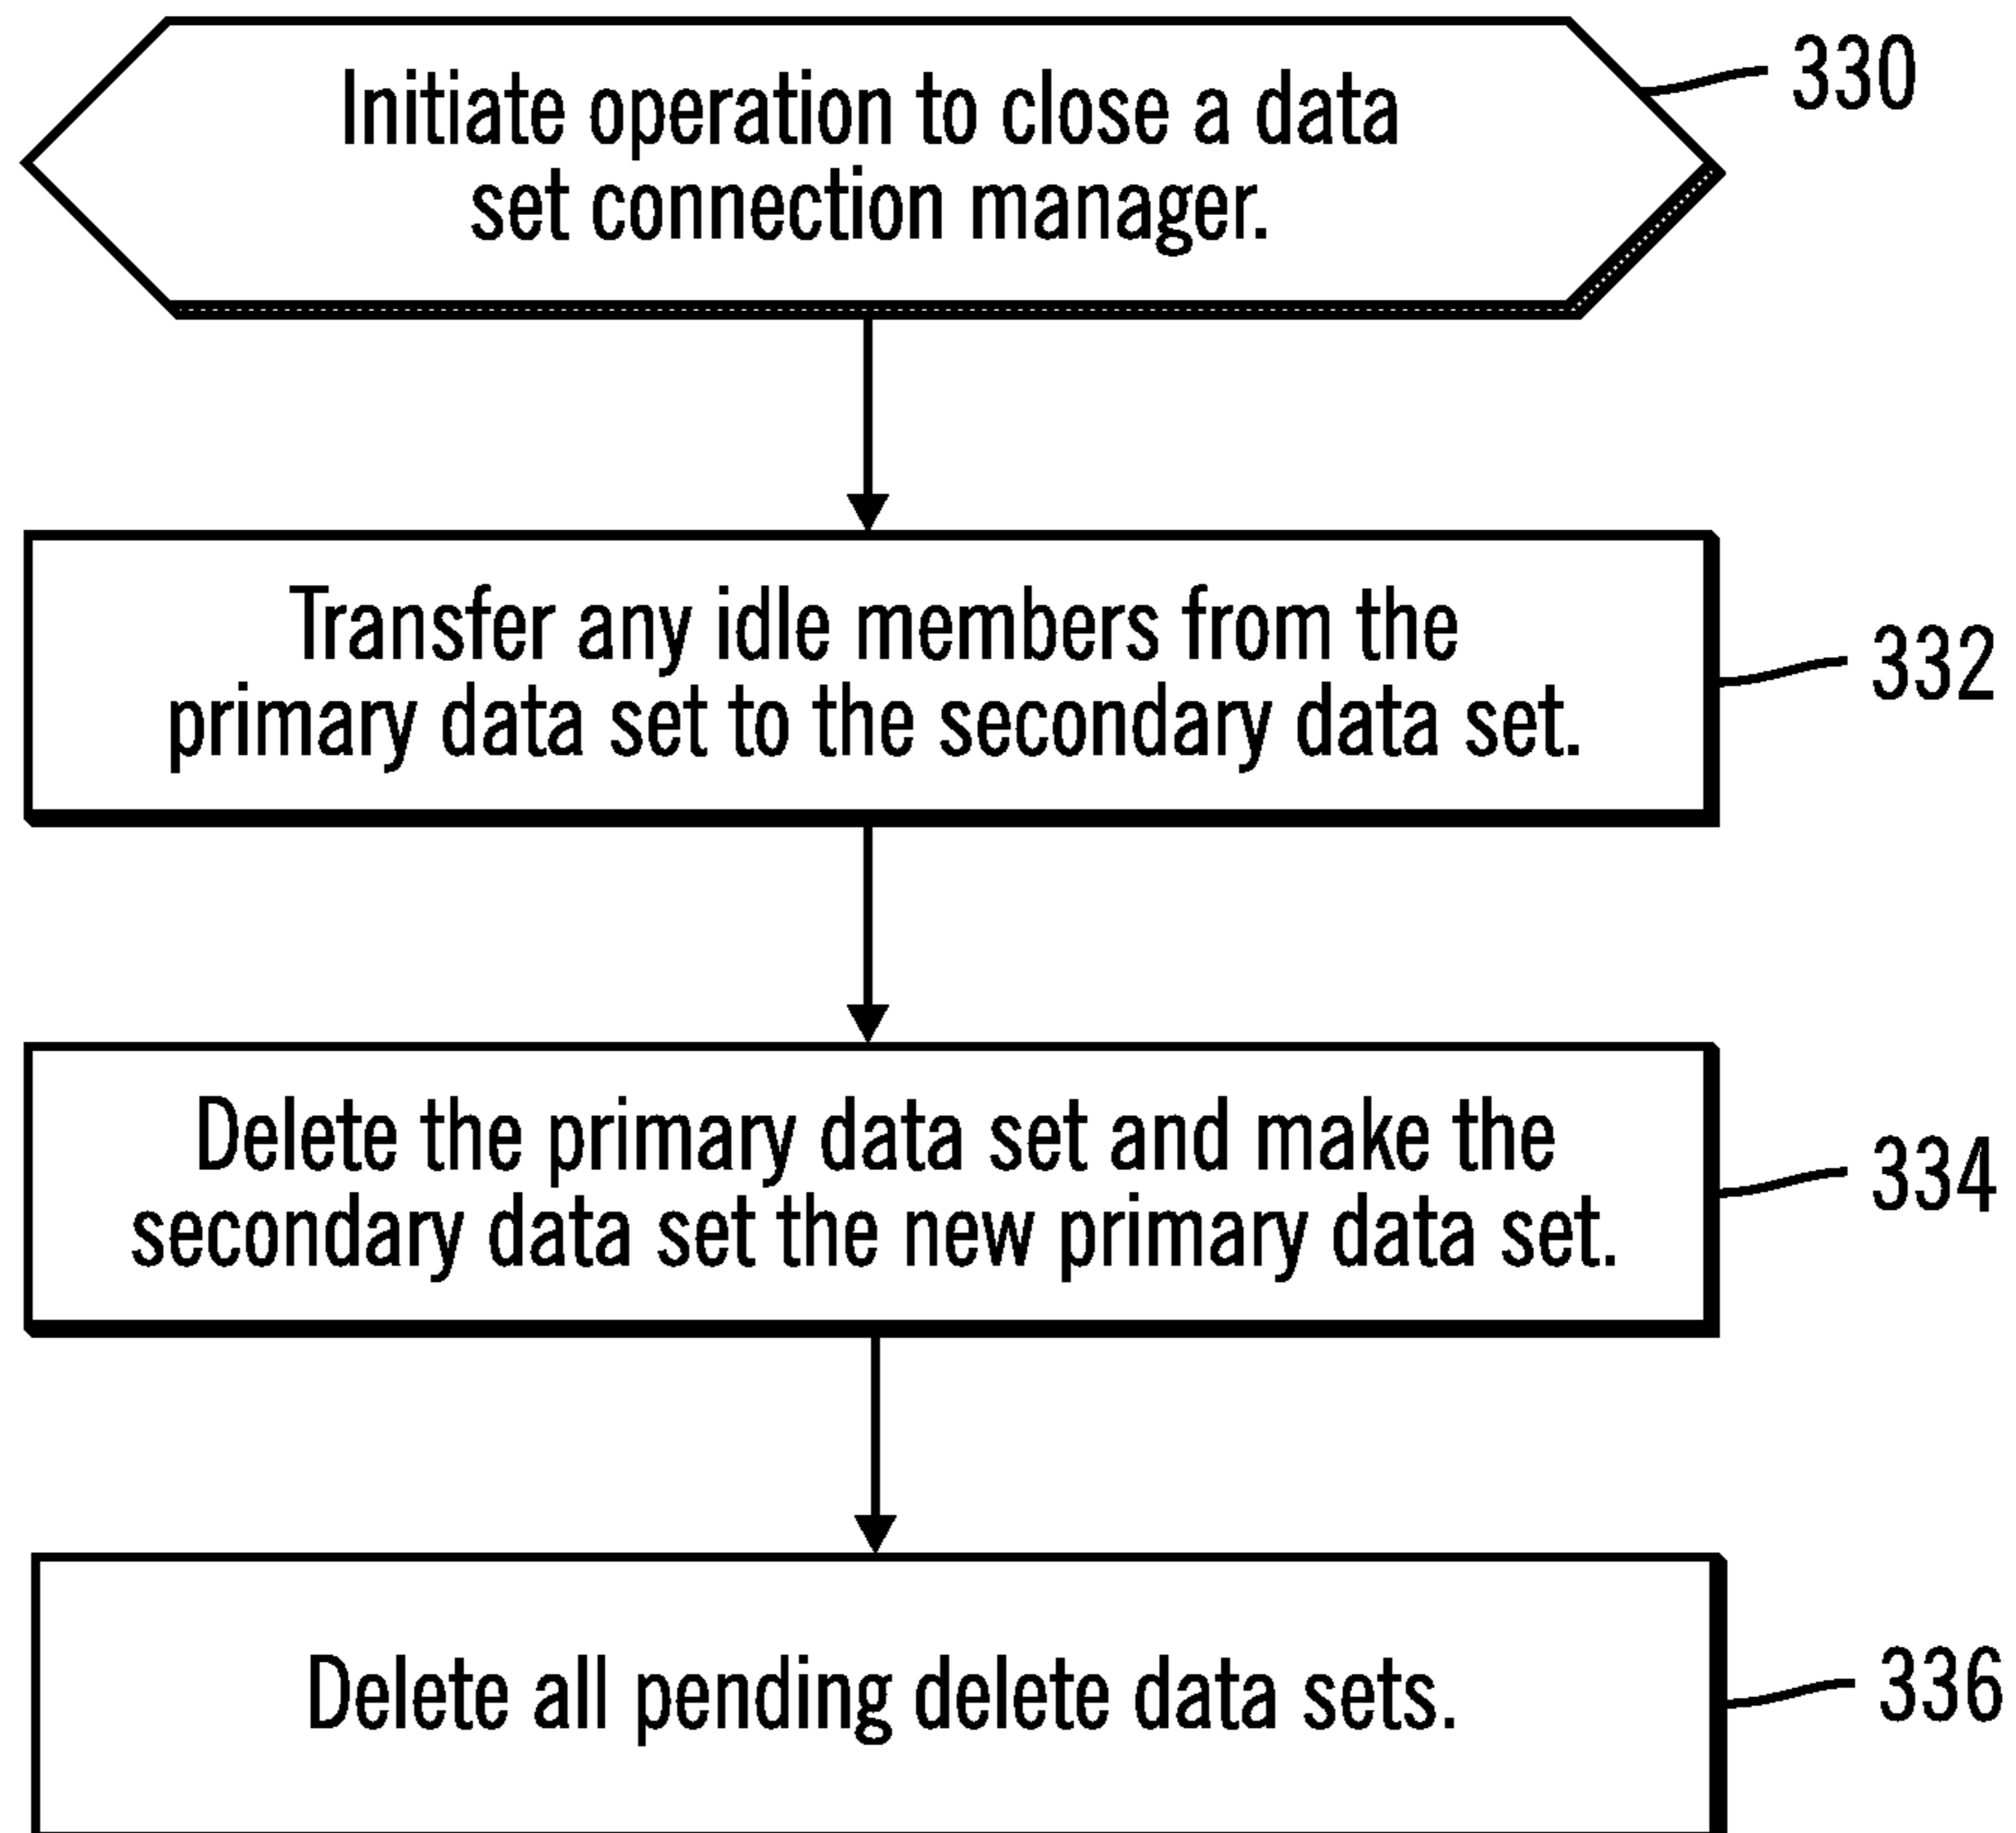 Initiate operation to close a data
set connection manager.
330
Transfer any idle members from the
primary data set to the secondary data set.
332
Delete the primary data set and make the
secondary data set the new primary data set.
334
Delete all pending delete data sets.
336